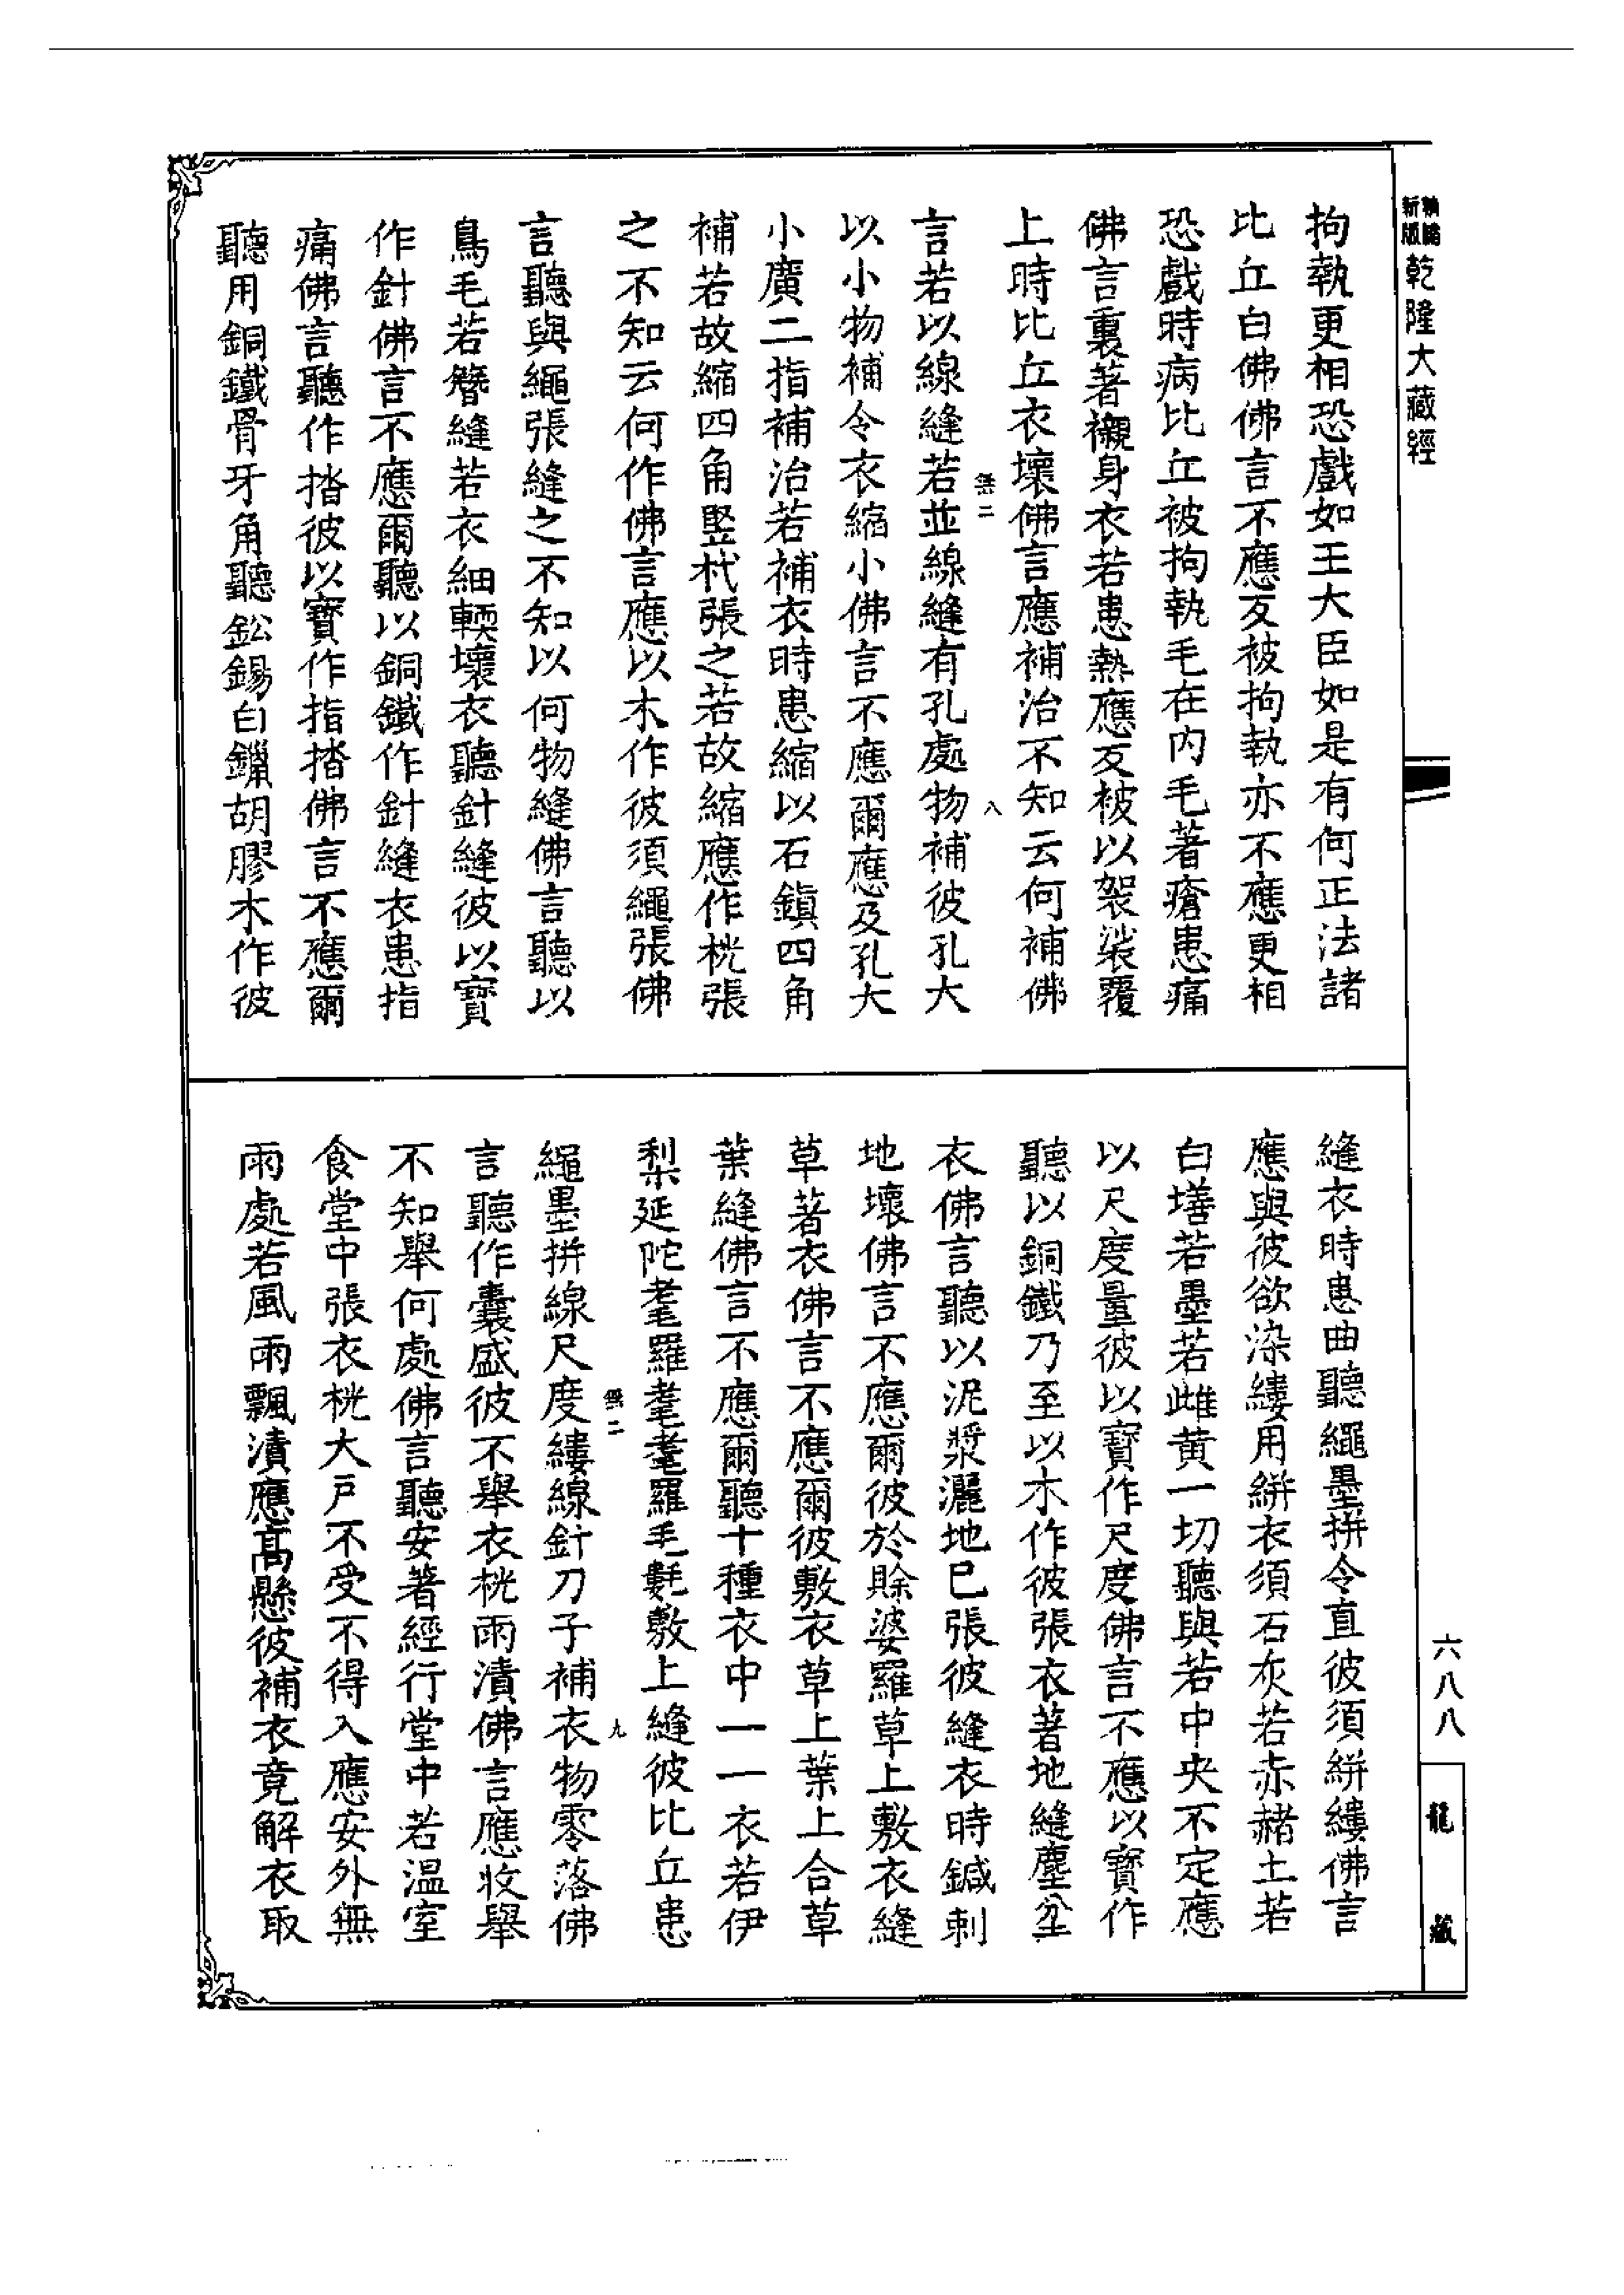 新版
乾隆大藏經
拘執更相恐戲如王大臣如是有何正法諸
比丘白佛佛言不應反被拘執亦不應更相
恐戲時病比丘被拘執毛在內毛著瘡患痛
佛言裏著襯身衣若患熱應反被以袈裟覆
上時比丘衣壞佛言應補治不知云何補佛
言若以線縫若並線縫有孔處物補彼孔大
以小物補令衣縮小佛言不應爾應及孔大
小廣二指補治若補衣時患縮以石鎮四角
補若故縮四角豎杙張之若故縮應作桄張
之不知云何作佛言應以木作彼須繩張佛
言聽與繩張縫之不知以何物縫佛言聽以
鳥毛若簪縫若衣細輭壞衣聽針縫彼以寶
作針佛言不應爾聽以銅鐵作針縫衣患指
痛佛言聽作揩彼以寶作指揩佛言不應爾
聽用銅鐵骨牙角聽鉛錫白鑞胡膠木作彼
無二
八
縫衣時患曲聽繩墨拼令直彼須絣縷佛言
應與彼欲染縷用絣衣須石灰若赤赭土若
白墡若墨若雌黃一切聽與若中央不定應
以尺度量彼以寶作尺度佛言不應以寶作
聽以銅鐵乃至以木作彼張衣著地縫塵坌
衣佛言聽以泥漿灑地已張彼縫衣時鍼刺
地壞佛言不應爾彼於賖婆羅草上敷衣縫
草著衣佛言不應爾彼敷衣草上葉上合草
葉縫佛言不應爾聽十種衣中一一衣若伊
梨延陀耄羅耄耄羅毛氀敷上縫彼比丘患
繩墨拼線尺度縷線針刀子補衣物零落佛
言聽作囊盛彼不舉衣桄雨漬佛言應收舉
不知舉何處佛言聽安著經行堂中若溫室
食堂中張衣桄大戶不受不得入應安外無
雨處若風雨飄漬應高懸彼補衣竟解衣取
無二
九
六八八
龍藏